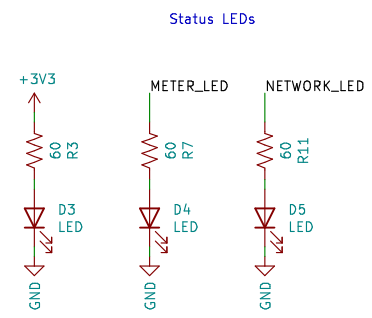 Status LEDs
+3V3
METER_LED
NETWORK_LED
60
R3
60
R7
60
R11
D3
LED
D4
LED
D5
LED
GND
GND
GND